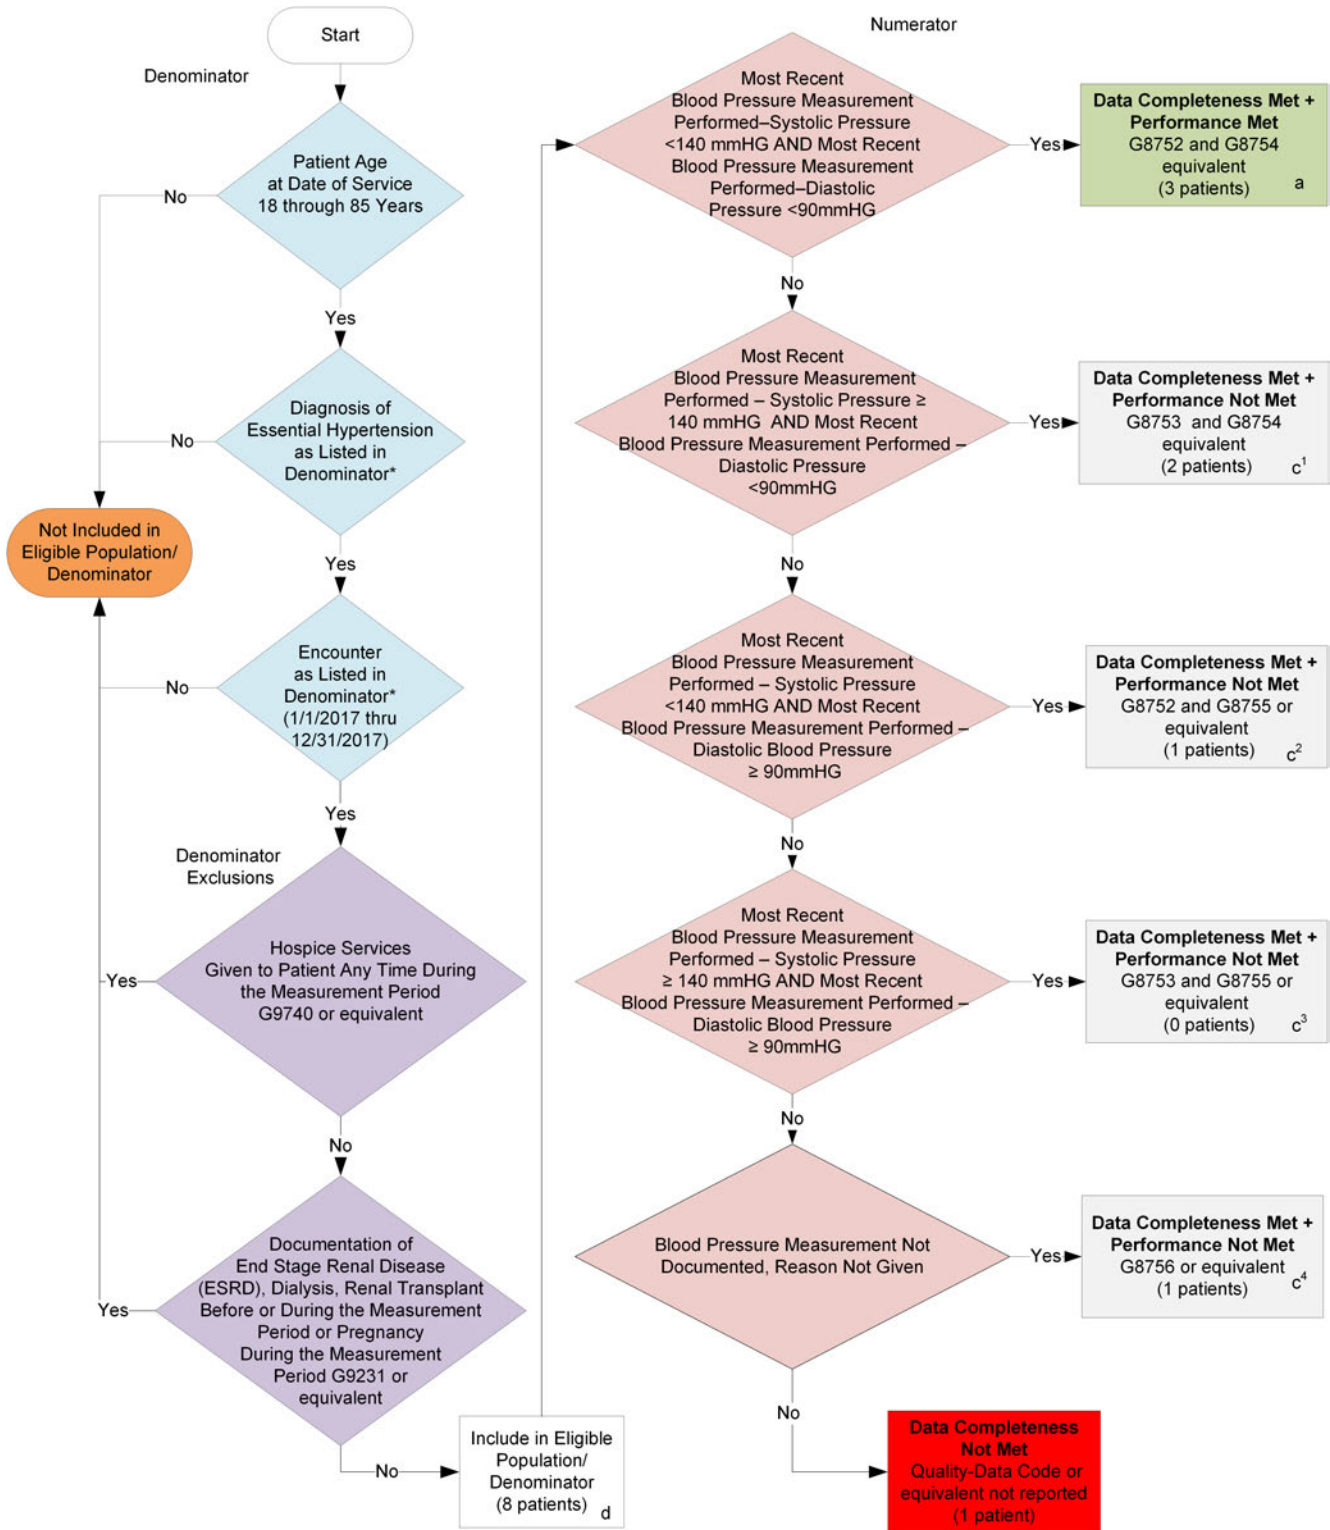 Start
Denominator
Patient Age
at Date of Service
18 through 85 Years
No
Yes
Diagnosis of
Essential Hypertension
as Listed in
Denominator*
No
Not Included in
Eligible Population/
Denominator
Yes
Encounter
as Listed in
Denominator*
(1/1/2017 thru
12/31/2017)
No
Yes
Denominator
Exclusions
Hospice Services
Given to Patient Any Time During
the Measurement Period
G9740 or equivalent
Yes
No
Documentation of
End Stage Renal Disease
(ESRD), Dialysis, Renal Transplant
Before or During the Measurement
Period or Pregnancy
During the Measurement
Period G9231 or
equivalent
Yes
No
Include in Eligible
Population/
Denominator
(8 patients)
d
Numerator
Most Recent
Blood Pressure Measurement
Performed–Systolic Pressure
<140 mmHG AND Most Recent
Blood Pressure Measurement
Performed–Diastolic
Pressure <90mmHG
Yes
Data Completeness Met +
Performance Met
G8752 and G8754
equivalent
(3 patients)
a
No
Most Recent
Blood Pressure Measurement
Performed – Systolic Pressure ≥
140 mmHG AND Most Recent
Blood Pressure Measurement Performed –
Diastolic Pressure
<90mmHG
Yes
Data Completeness Met +
Performance Not Met
G8753 and G8754
equivalent
(2 patients)
c1
No
Most Recent
Blood Pressure Measurement
Performed – Systolic Pressure
<140 mmHG AND Most Recent
Blood Pressure Measurement Performed –
Diastolic Blood Pressure
≥ 90mmHG
Yes
Data Completeness Met +
Performance Not Met
G8752 and G8755 or
equivalent
(1 patients)
c2
No
Most Recent
Blood Pressure Measurement
Performed – Systolic Pressure
≥ 140 mmHG AND Most Recent
Blood Pressure Measurement Performed –
Diastolic Blood Pressure
≥ 90mmHG
Yes
Data Completeness Met +
Performance Not Met
G8753 and G8755 or
equivalent
(0 patients)
c3
No
Blood Pressure Measurement Not
Documented, Reason Not Given
Yes
Data Completeness Met +
Performance Not Met
G8756 or equivalent
(1 patients)
c4
No
Data Completeness
Not Met
Quality-Data Code or
equivalent not reported
(1 patient)